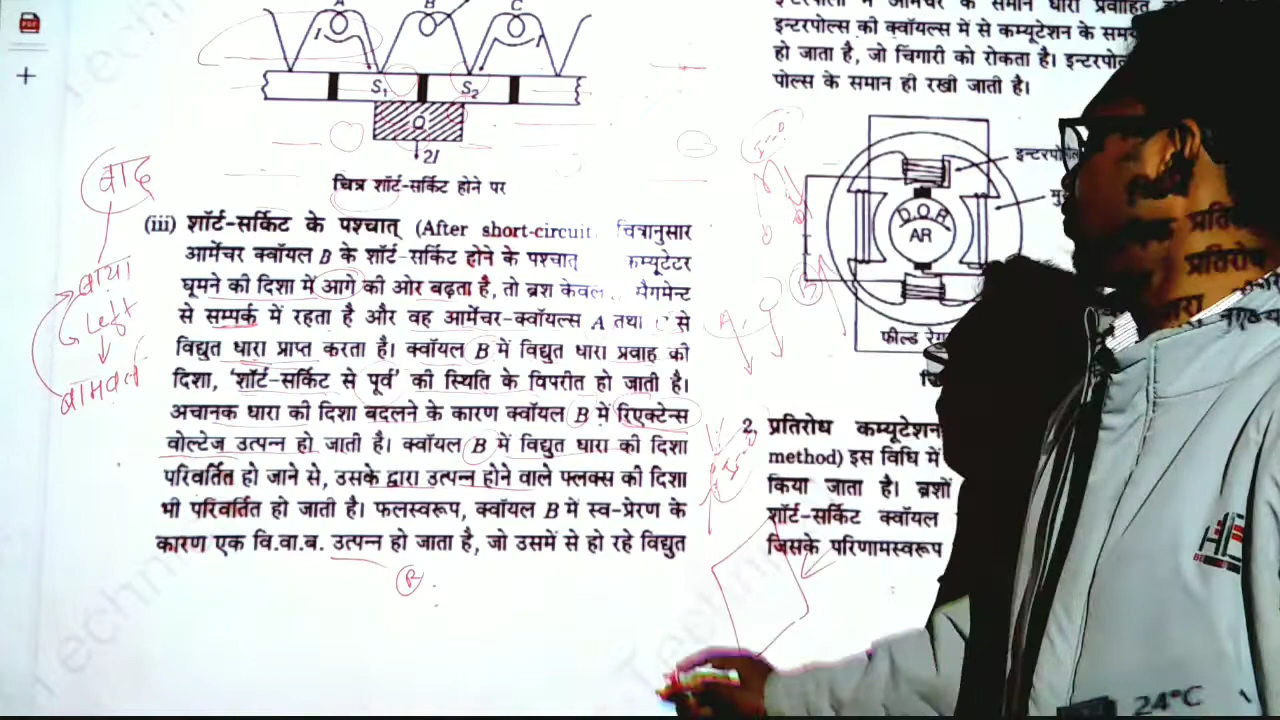 PDF
A B C
I I
S₁ S₂
Q
2I
चित्र शॉर्ट-सर्किट होने पर
(iii) शॉर्ट-सर्किट के पश्चात् (After short-circuit चित्रानुसार
आर्मेचर क्वॉयल B के शॉर्ट-सर्किट होने के पश्चात् कम्यूटेटर
घूमने की दिशा में आगे की ओर बढ़ता है, तो ब्रश केवल सैगमेन्ट
से सम्पर्क में रहता है और वह आर्मेचर-क्वॉयल्स A तथा C से
विद्युत धारा प्राप्त करता है। क्वॉयल B में विद्युत धारा प्रवाह की
दिशा, ‘शॉर्ट-सर्किट से पूर्व’ की स्थिति के विपरीत हो जाती है।
अचानक धारा की दिशा बदलने के कारण क्वॉयल B में रिएक्टेन्स
वोल्टेज उत्पन्न हो जाती है। क्वॉयल B में विद्युत धारा की दिशा
परिवर्तित हो जाने से, उसके द्वारा उत्पन्न होने वाले फ्लक्स की दिशा
भी परिवर्तित हो जाती है। फलस्वरूप, क्वॉयल B में स्व-प्रेरण के
कारण एक वि.वा.ब. उत्पन्न हो जाता है, जो उसमें से हो रहे विद्युत
बाद
बाया
Left
B
के समान धारा प्रवाहित
इन्टरपोल्स की क्वॉयल्स में से कम्यूटेशन के समय
हो जाता है, जो चिंगारी को रोकता है। इन्टरपोल
पोल्स के समान ही रखी जाती है।
A C B
AR
फील्ड
2. प्रतिरोध कम्यूटेशन
method) इस विधि में
किया जाता है। ब्रशों
शॉर्ट-सर्किट क्वॉयल
जिसके परिणामस्वरूप
प्रतिरोध
24°C